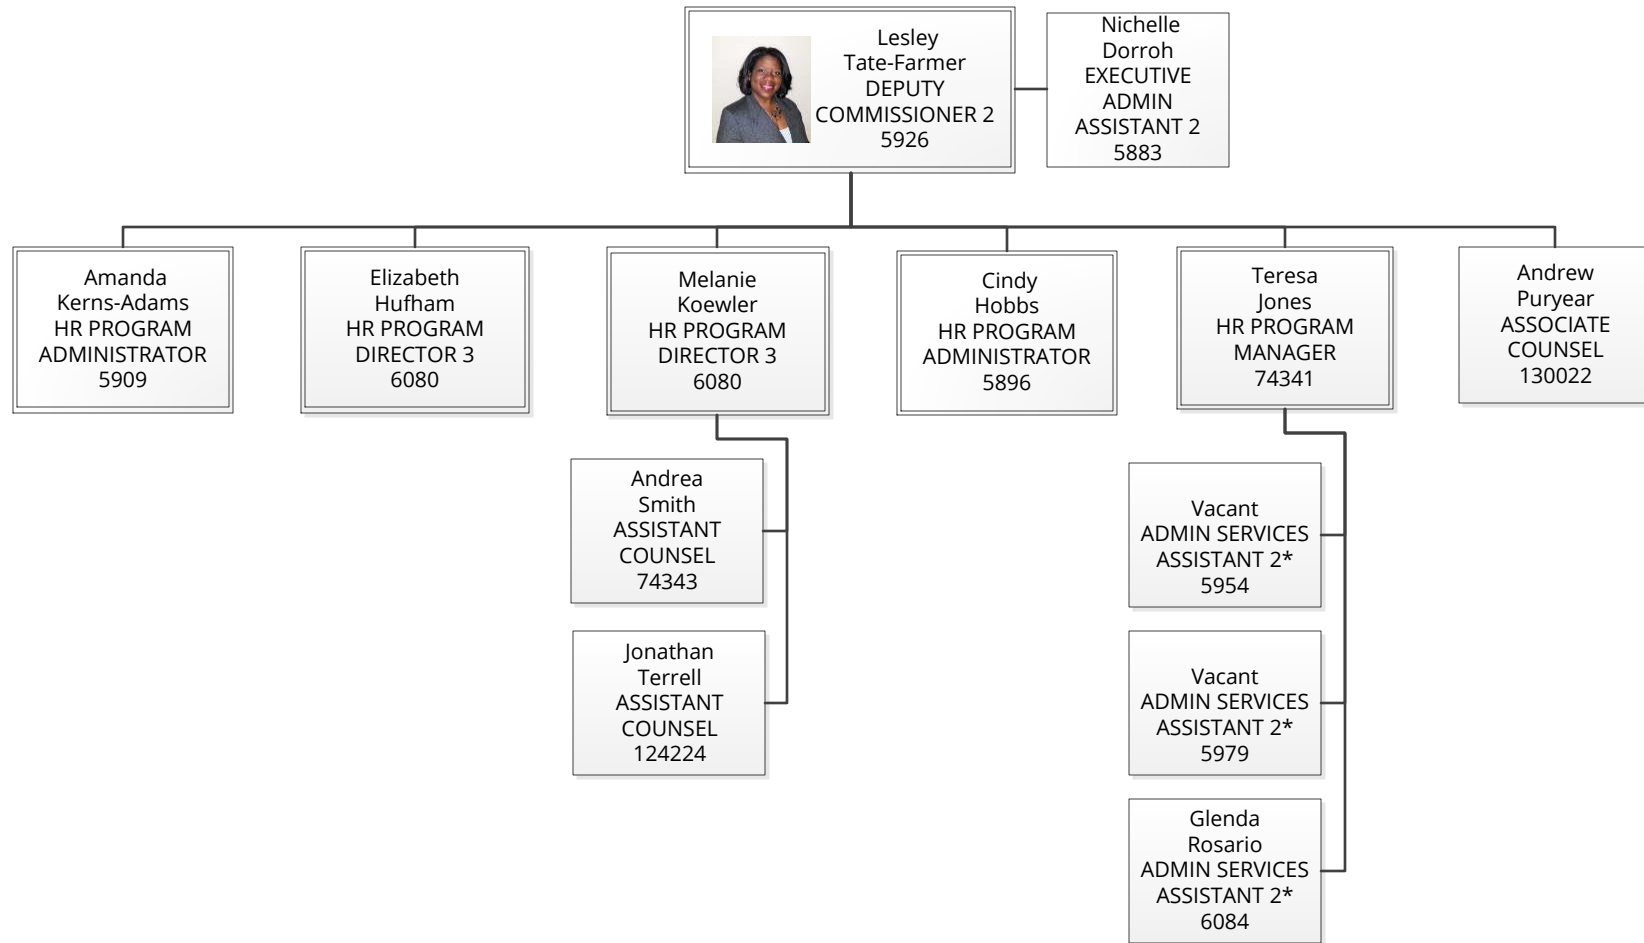 Lesley
Tate-Farmer
DEPUTY
COMMISSIONER 2
5926
Nichelle
Dorroh
EXECUTIVE
ADMIN
ASSISTANT 2
5883
Amanda
Kerns-Adams
HR PROGRAM
ADMINISTRATOR
5909
Elizabeth
Hufham
HR PROGRAM
DIRECTOR 3
6080
Melanie
Koewler
HR PROGRAM
DIRECTOR 3
6080
Cindy
Hobbs
HR PROGRAM
ADMINISTRATOR
5896
Teresa
Jones
HR PROGRAM
MANAGER
74341
Andrew
Puryear
ASSOCIATE
COUNSEL
130022
Andrea
Smith
ASSISTANT
COUNSEL
74343
Jonathan
Terrell
ASSISTANT
COUNSEL
124224
Vacant
ADMIN SERVICES
ASSISTANT 2*
5954
Vacant
ADMIN SERVICES
ASSISTANT 2*
5979
Glenda
Rosario
ADMIN SERVICES
ASSISTANT 2*
6084